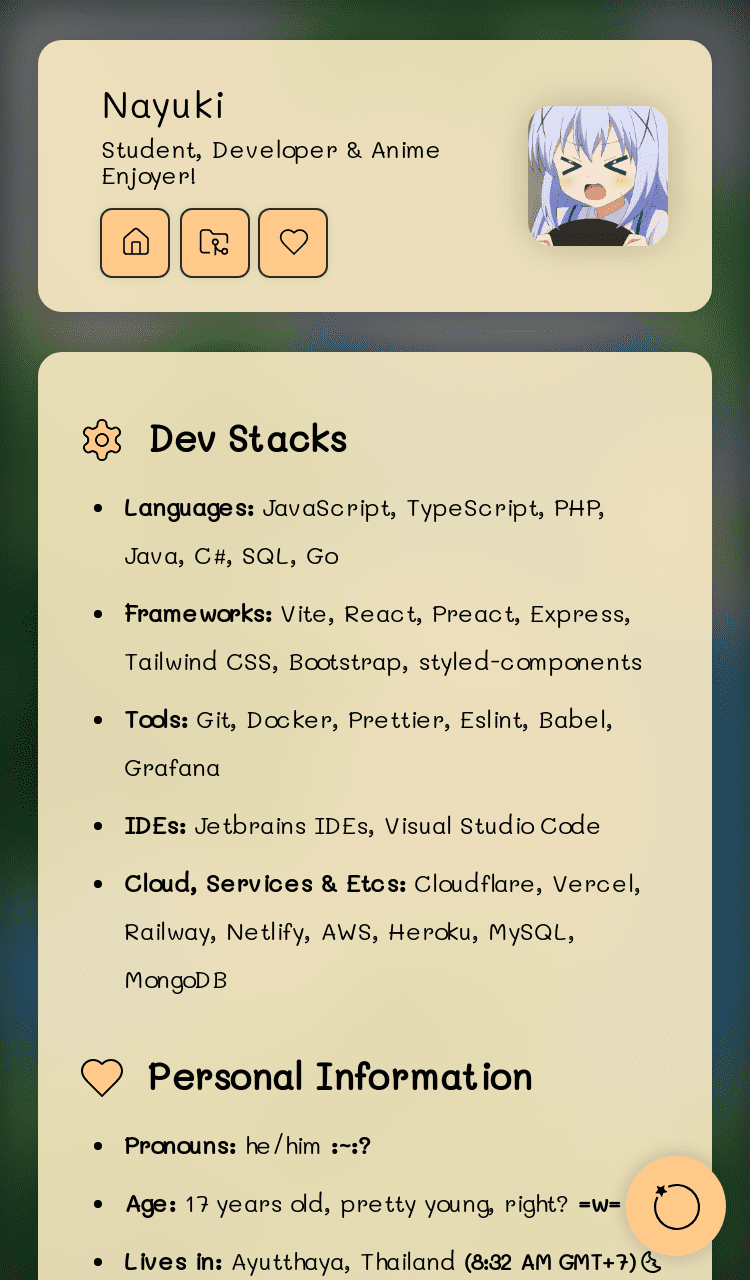 Nayuki
Student, Developer & Anime
Enjoyer!
Dev Stacks
Languages: JavaScript, TypeScript, PHP,
Java, C#, SQL, Go
Frameworks: Vite, React, Preact, Express,
Tailwind CSS, Bootstrap, styled-components
Tools: Git, Docker, Prettier, Eslint, Babel,
Grafana
IDEs: Jetbrains IDEs, Visual Studio Code
Cloud, Services & Etcs: Cloudflare, Vercel,
Railway, Netlify, AWS, Heroku, MySQL,
MongoDB
Personal Information
Pronouns: he/him :~:?
Age: 17 years old, pretty young, right? =w=
Lives in: Ayutthaya, Thailand (8:32 AM GMT+7)